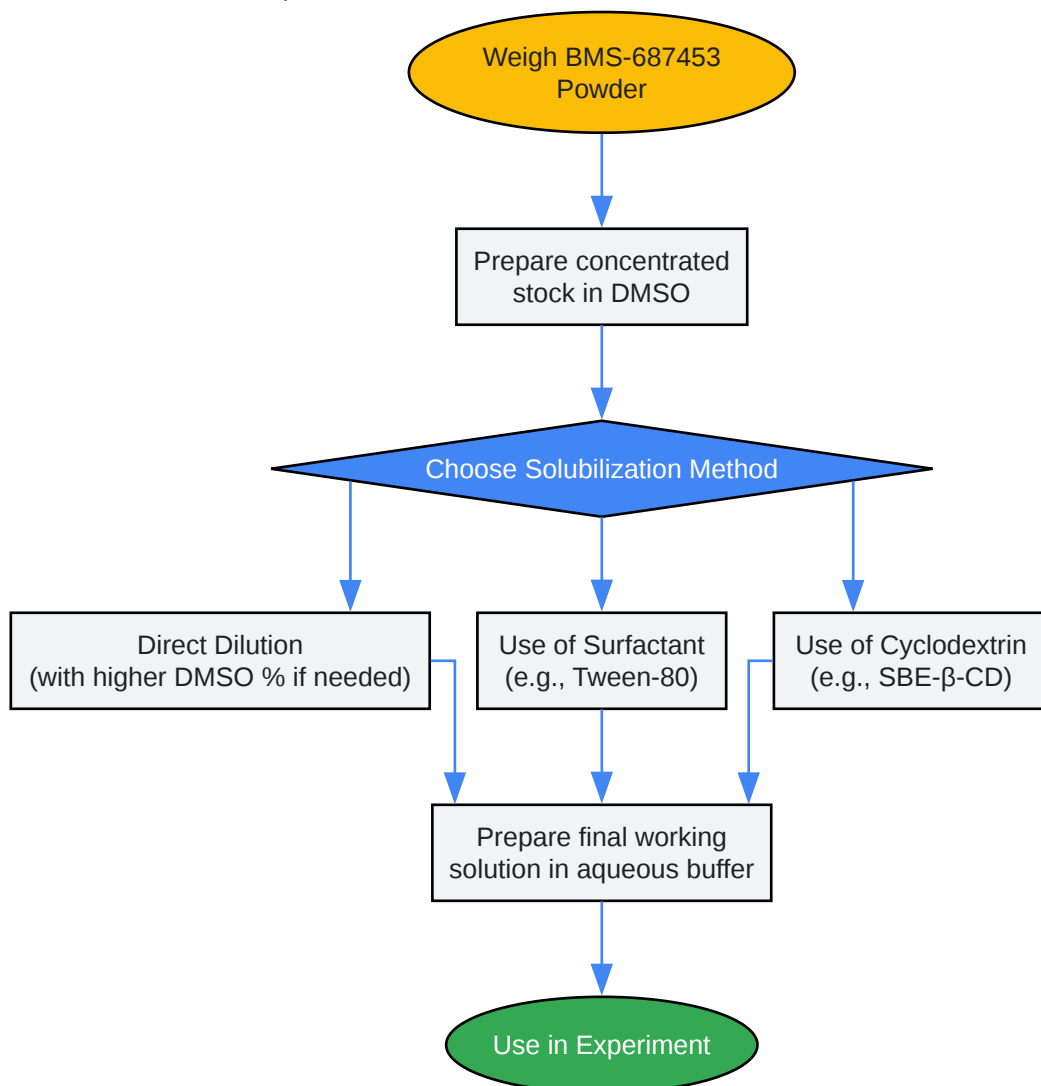 Weigh BMS-687453
Powder
Prepare concentrated
stock in DMSO
Choose Solubilization Method
Direct Dilution
(with higher DMSO % if needed)
Use of Surfactant
(e.g., Tween-80)
Use of Cyclodextrin
(e.g., SBE-β-CD)
Prepare final working
solution in aqueous buffer
Use in Experiment